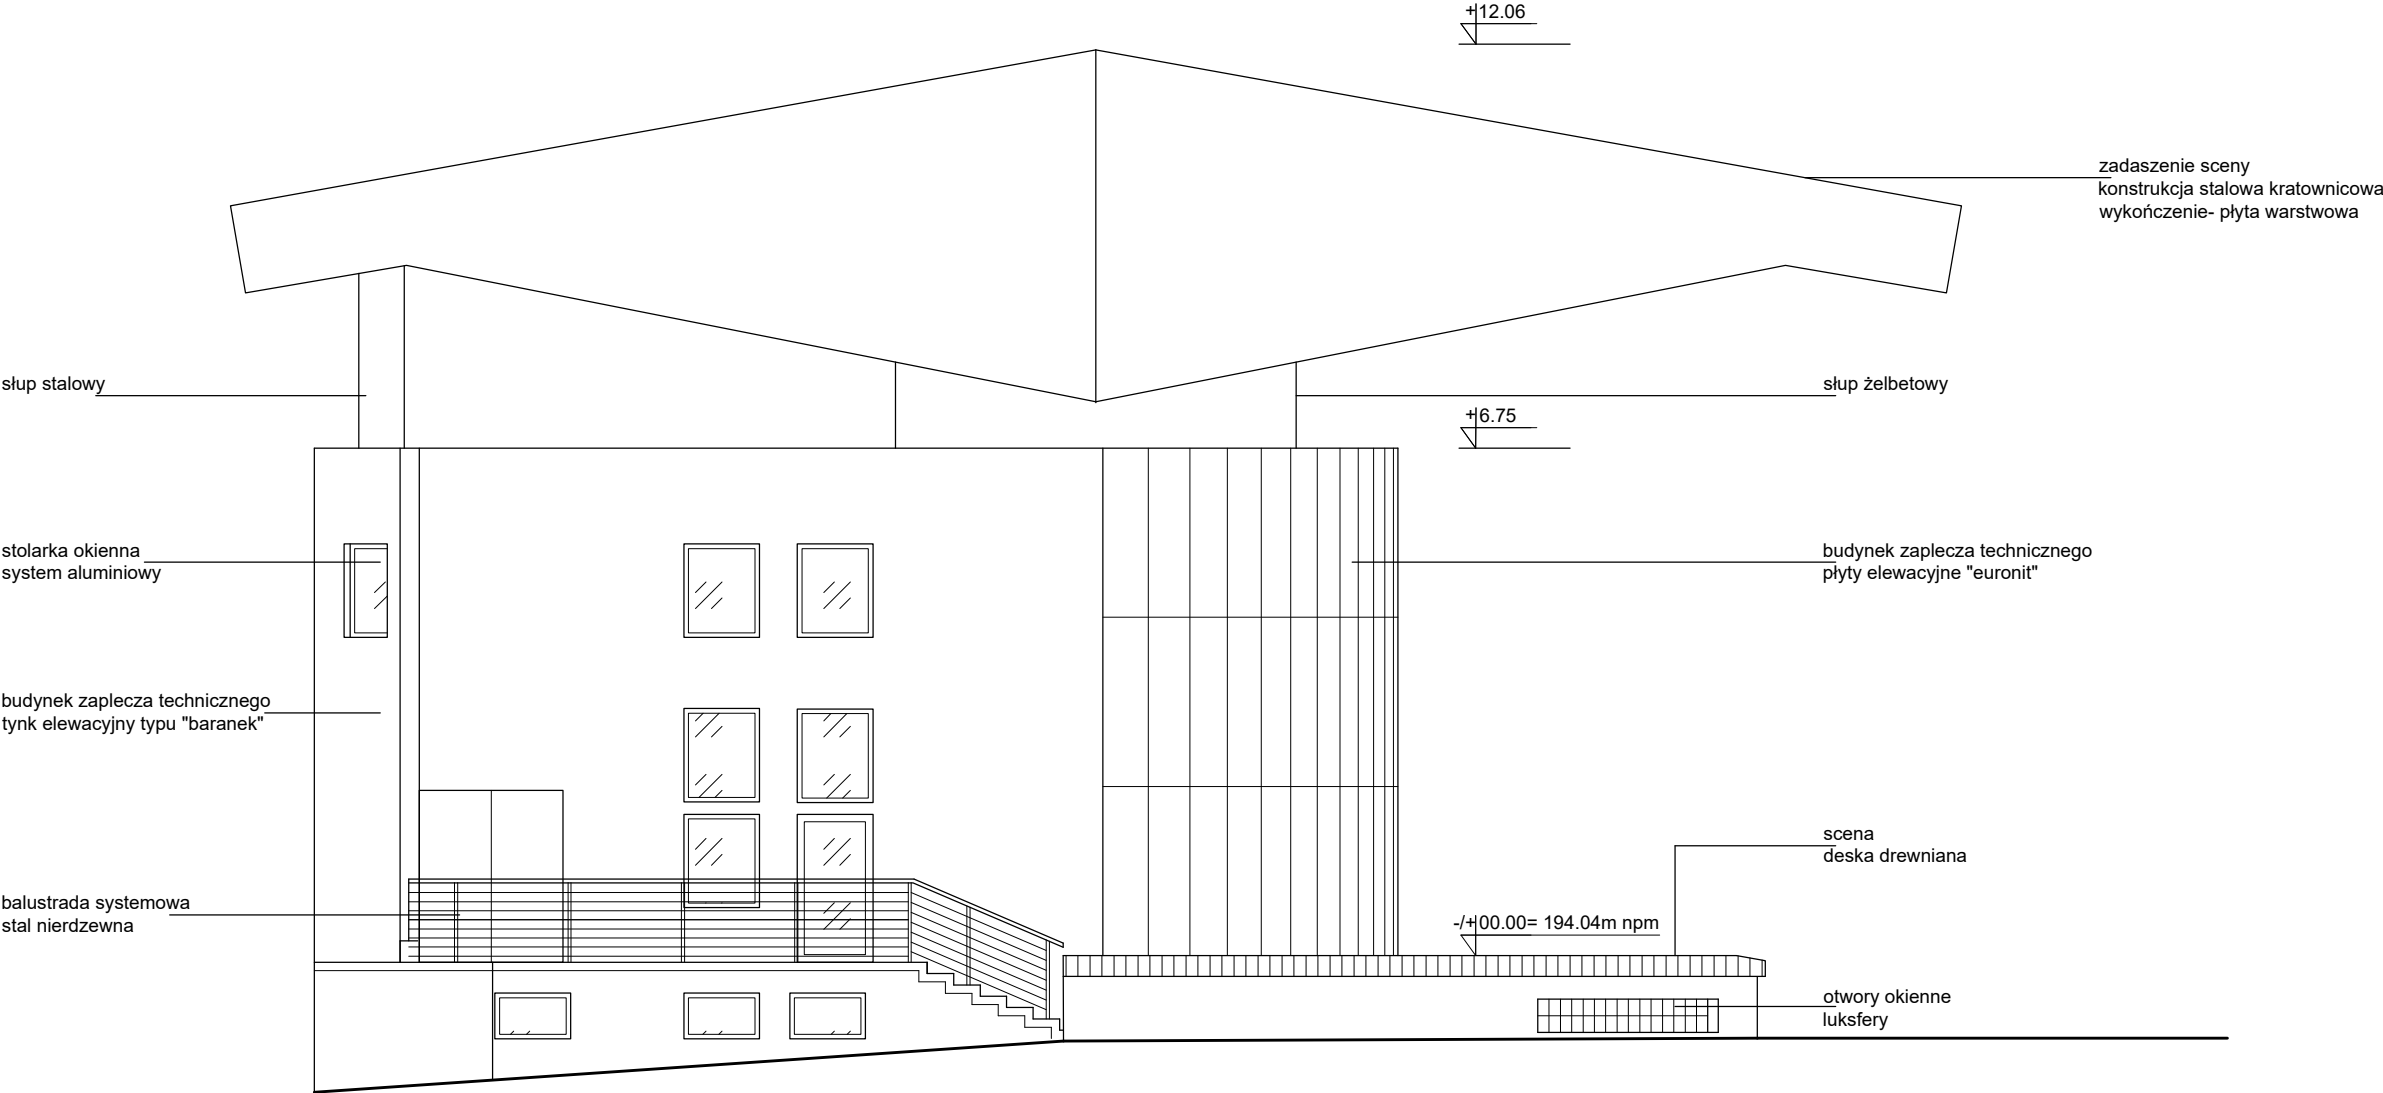 +12.06
zadaszenie sceny
konstrukcja stalowa kratownicowa
wykończenie- płyta warstwowa
słup stalowy
słup żelbetowy
+6.75
stolarka okienna
system aluminiowy
budynek zaplecza technicznego
płyty elewacyjne "euronit"
budynek zaplecza technicznego
tynk elewacyjny typu "baranek"
scena
deska drewniana
balustrada systemowa
stal nierdzewna
-/+00.00= 194.04m npm
otwory okienne
luksfery